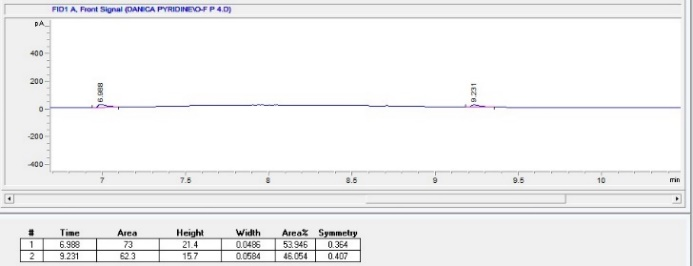 FID1 A, Front Signal (DANICA PYRIDINE\O-F P 4.D)
pA
400
200
0
-200
-400
6.988
9.231
7
7.5
8
8.5
9
9.5
10
min
# Time Area Height Width Area% Symmetry
1 6.988 73 21.4 0.0486 53.946 0.364
2 9.231 62.3 15.7 0.0584 46.054 0.407